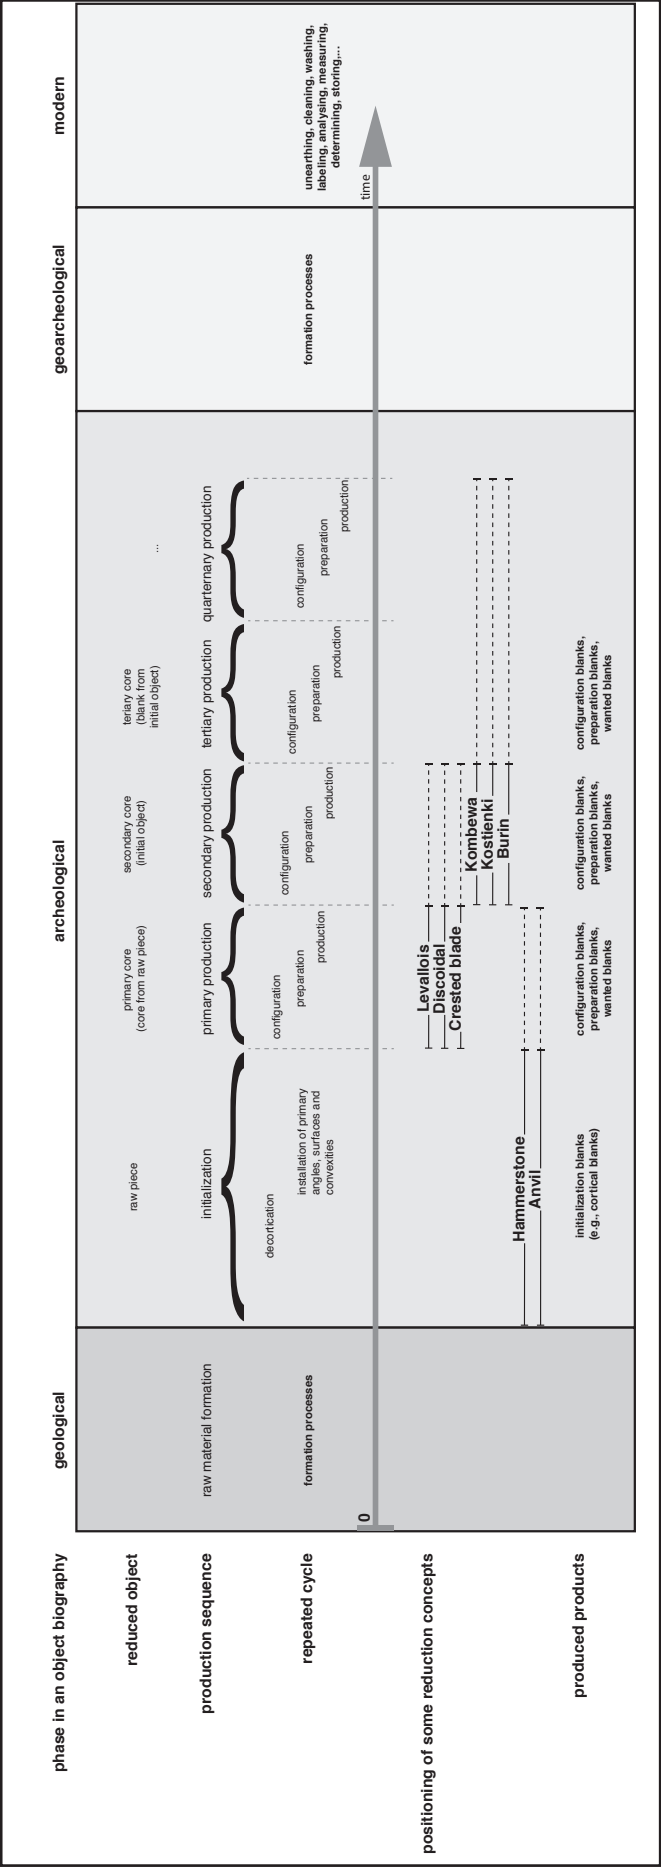 phase in an object biography
geological
archeological
geoarcheological
modern
reduced object
raw piece
primary core
(core from raw piece)
secondary core
(initial object)
teriary core
(blank from
initial object)
...
production sequence
raw material formation
initialization
primary production
secondary production
tertiary production
quarternary production
repeated cycle
formation processes
decortication
installation of primary
angles, surfaces and
convexities
configuration
preparation
production
configuration
preparation
production
configuration
preparation
production
configuration
preparation
production
formation processes
unearthing, cleaning, washing,
labeling, analysing, measuring,
determining, storing,...
0
time
positioning of some reduction concepts
Levallois
Discoidal
Crested blade
Kombewa
Kostienki
Burin
Hammerstone
Anvil
produced products
initialization blanks
(e.g., cortical blanks)
configuration blanks,
preparation blanks,
wanted blanks
configuration blanks,
preparation blanks,
wanted blanks
configuration blanks,
preparation blanks,
wanted blanks